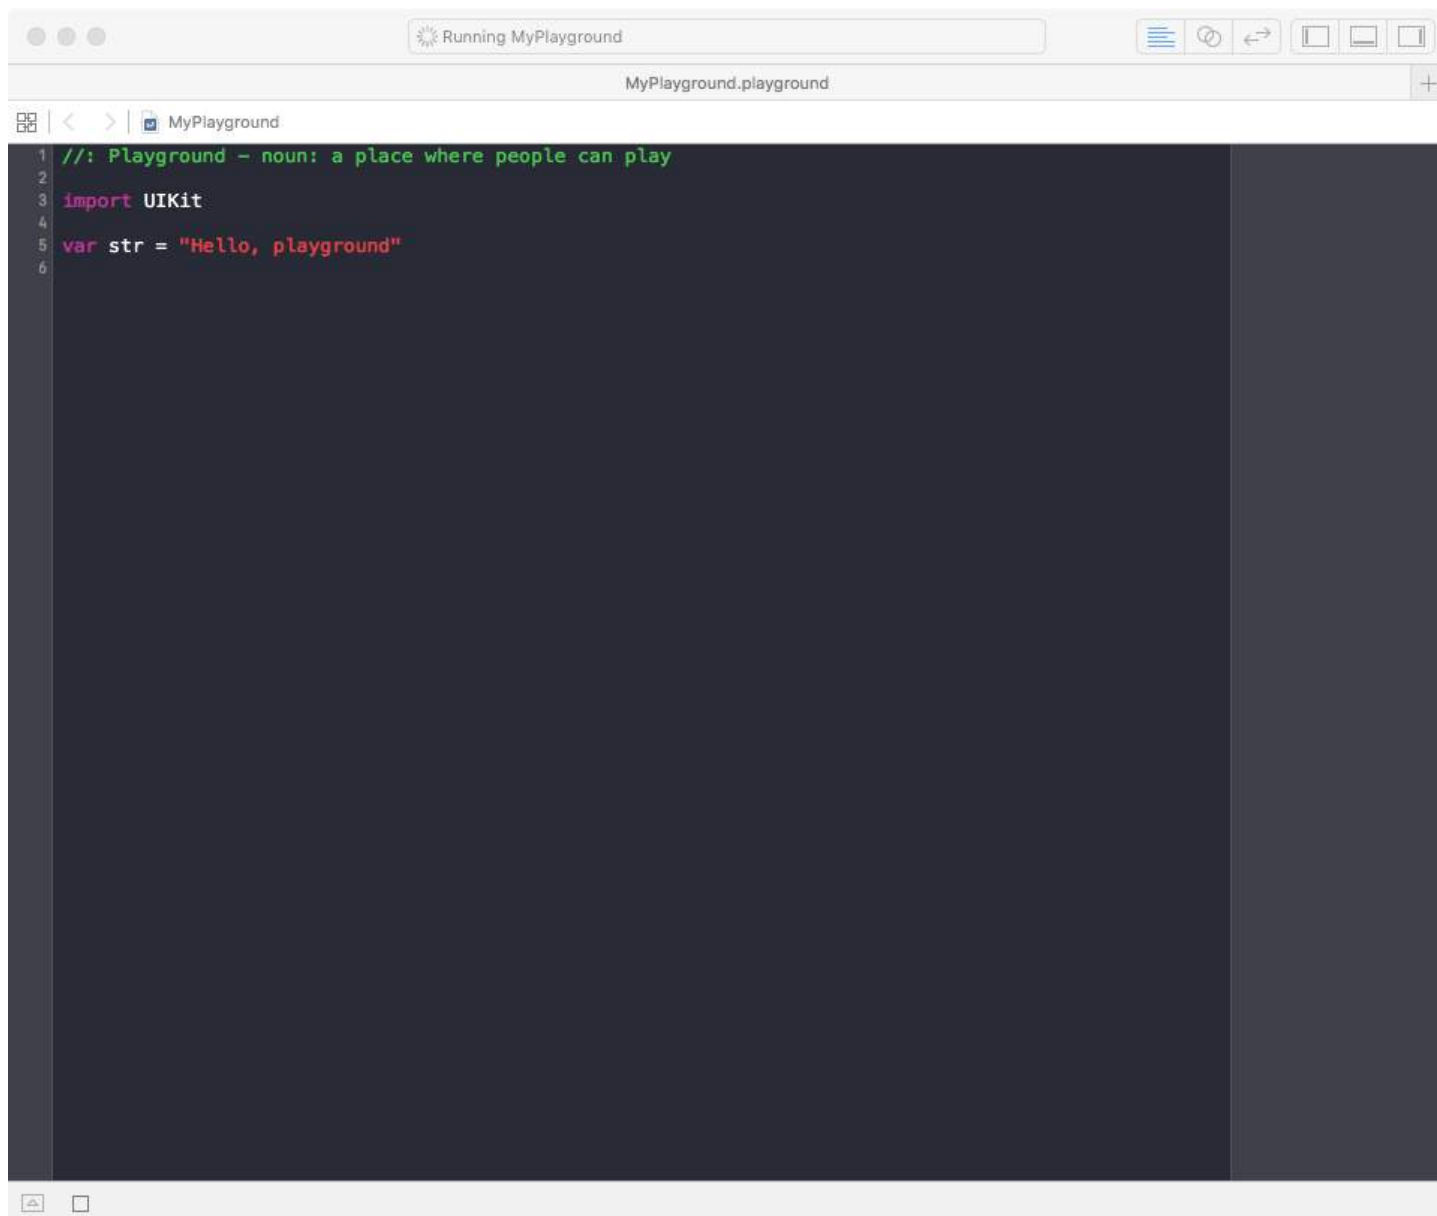 Running MyPlayground
MyPlayground.playground
MyPlayground
1 //: Playground – noun: a place where people can play
2
3 import UIKit
4
5 var str = "Hello, playground"
6